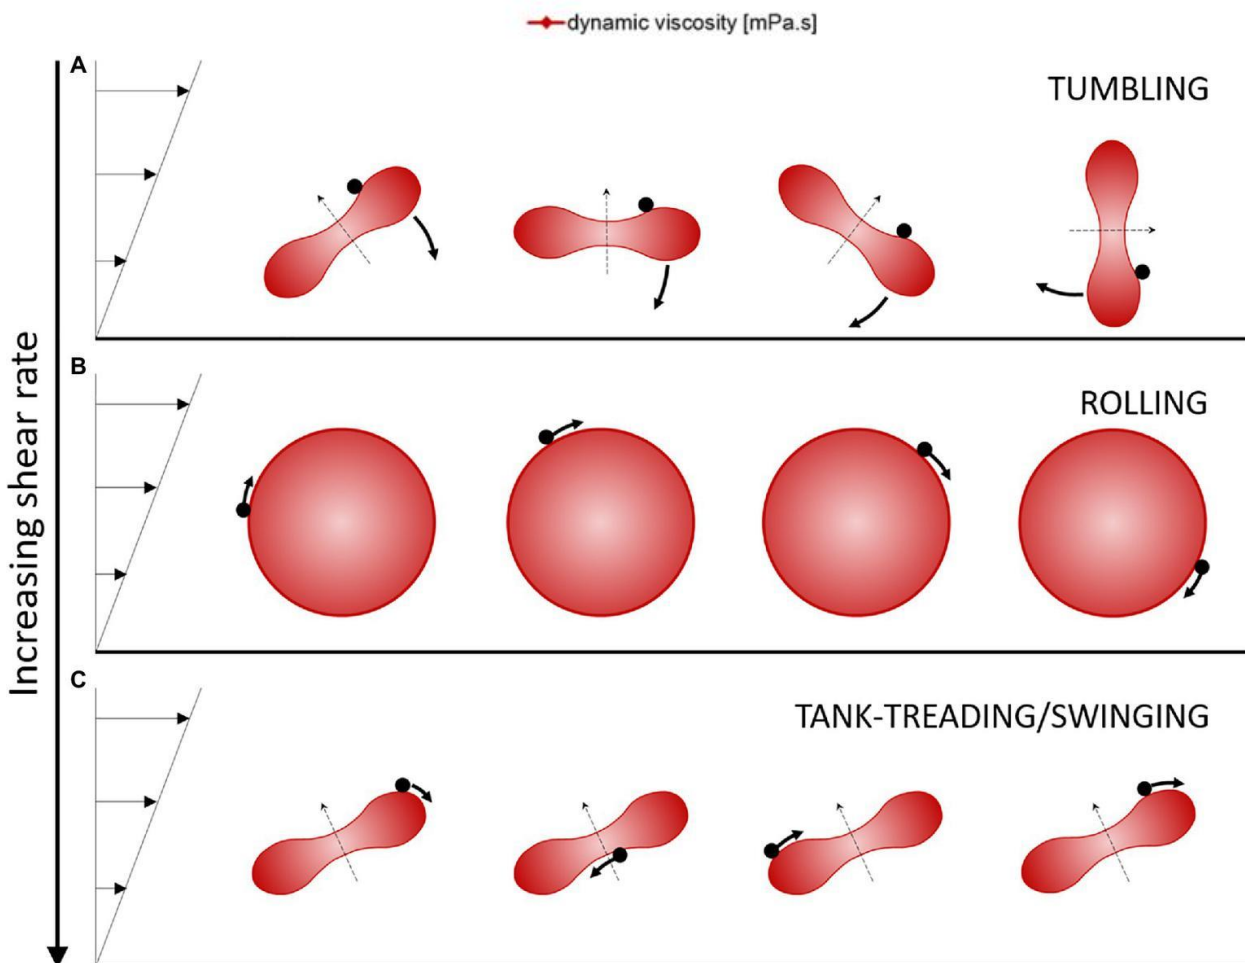 dynamic viscosity [mPa.s]
A
TUMBLING
B
ROLLING
C
TANK-TREADING/SWINGING
Increasing shear rate